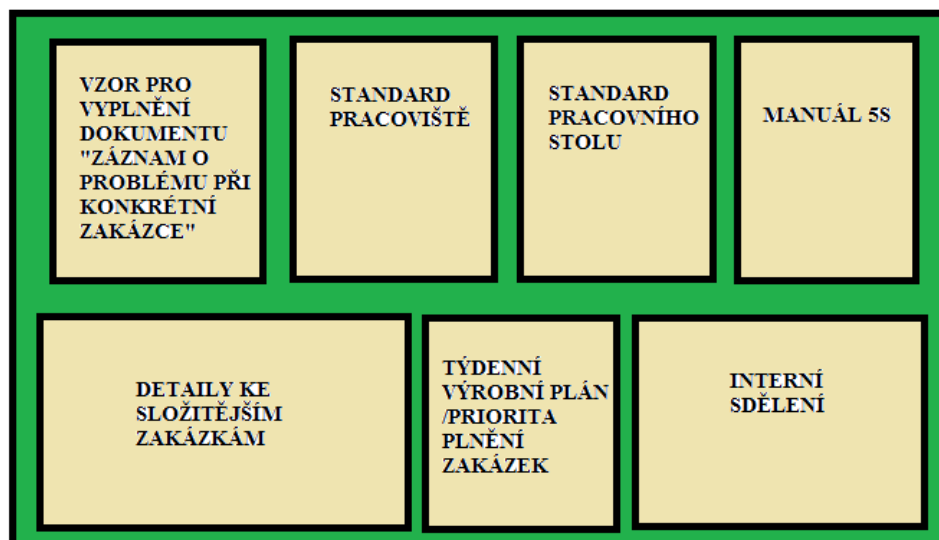 VZOR PRO
VYPLNĚNÍ
DOKUMENTU
"ZÁZNAM O
PROBLÉMU PŘI
KONKRÉTNÍ
ZAKÁZCE"
STANDARD
PRACOVIŠTĚ
STANDARD
PRACOVNÍHO
STOLU
MANUÁL 5S
DETAILY KE
SLOŽITĚJŠÍM
ZAKÁZKÁM
TÝDENNÍ
VÝROBNÍ PLÁN
/PRIORITA
PLNĚNÍ
ZAKÁZEK
INTERNÍ
SDĚLENÍ